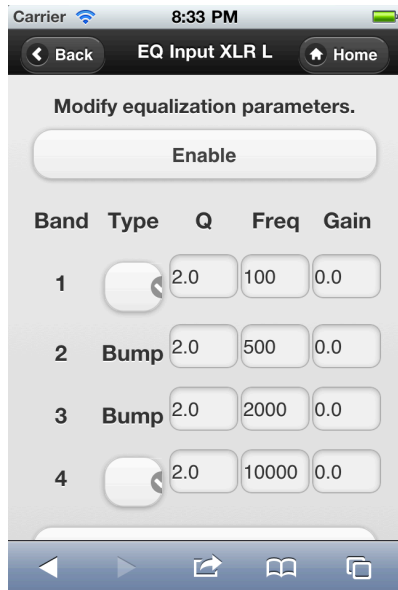 Carrier 8:33 PM
Back EQ Input XLR L Home
Modify equalization parameters.
Enable
Band Type Q Freq Gain
1 2.0 100 0.0
2 Bump 2.0 500 0.0
3 Bump 2.0 2000 0.0
4 2.0 10000 0.0